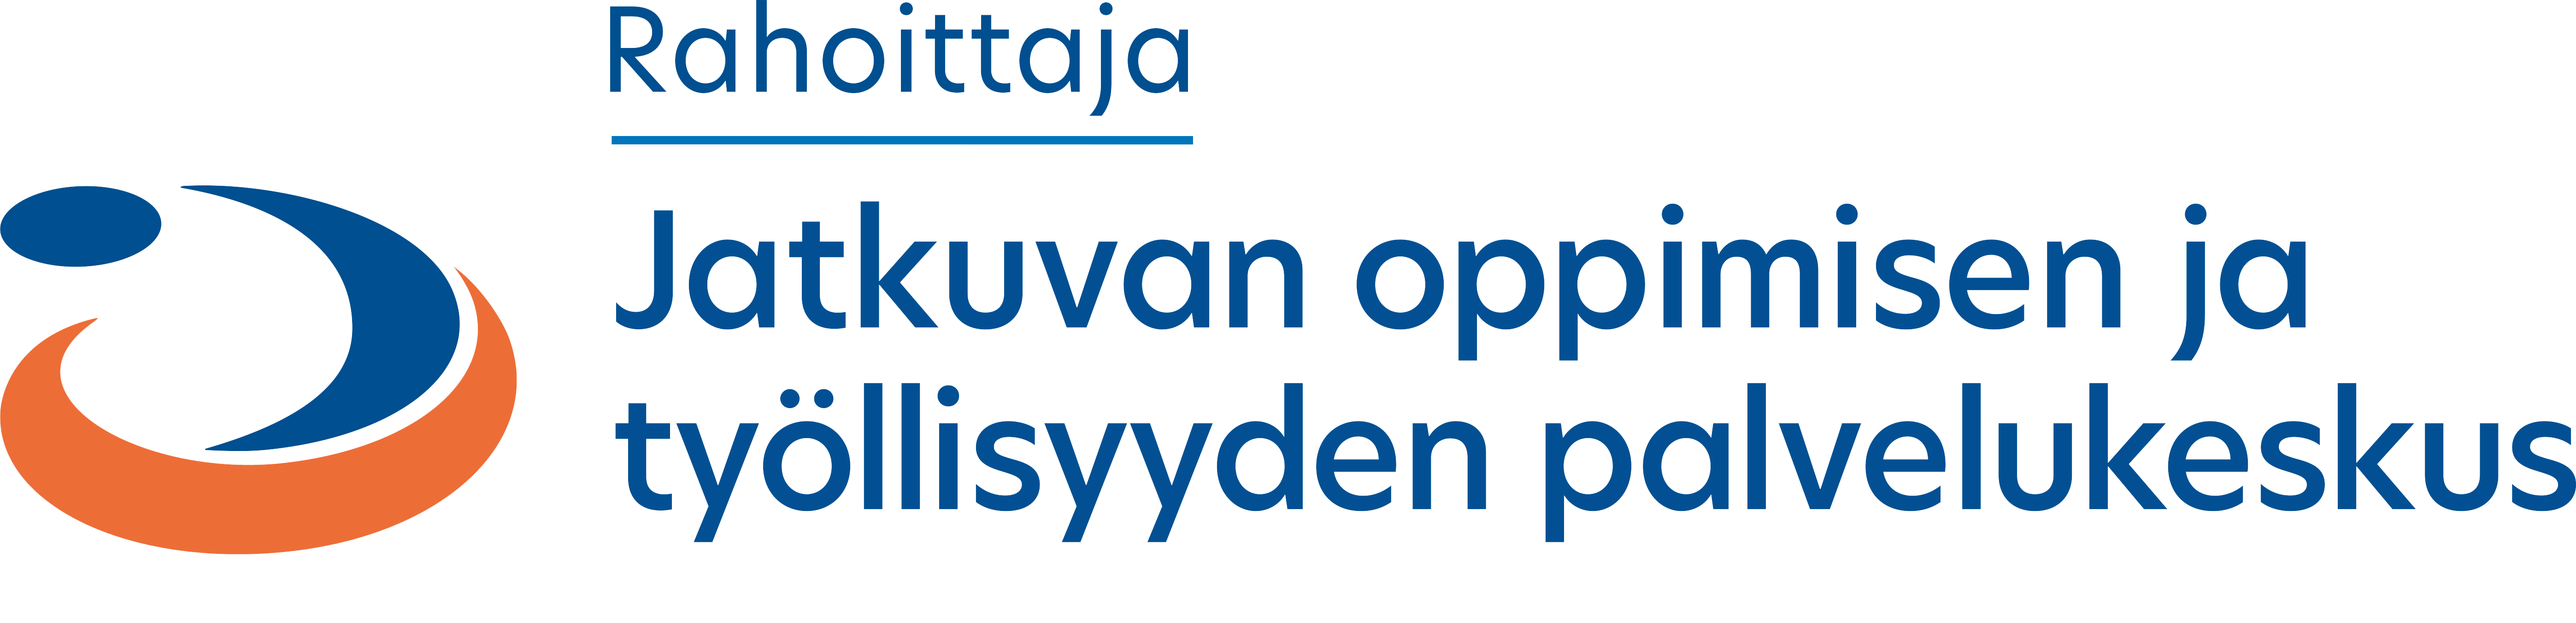 Rahoittaja
Jatkuvan oppimisen ja
työllisyyden palvelukeskus